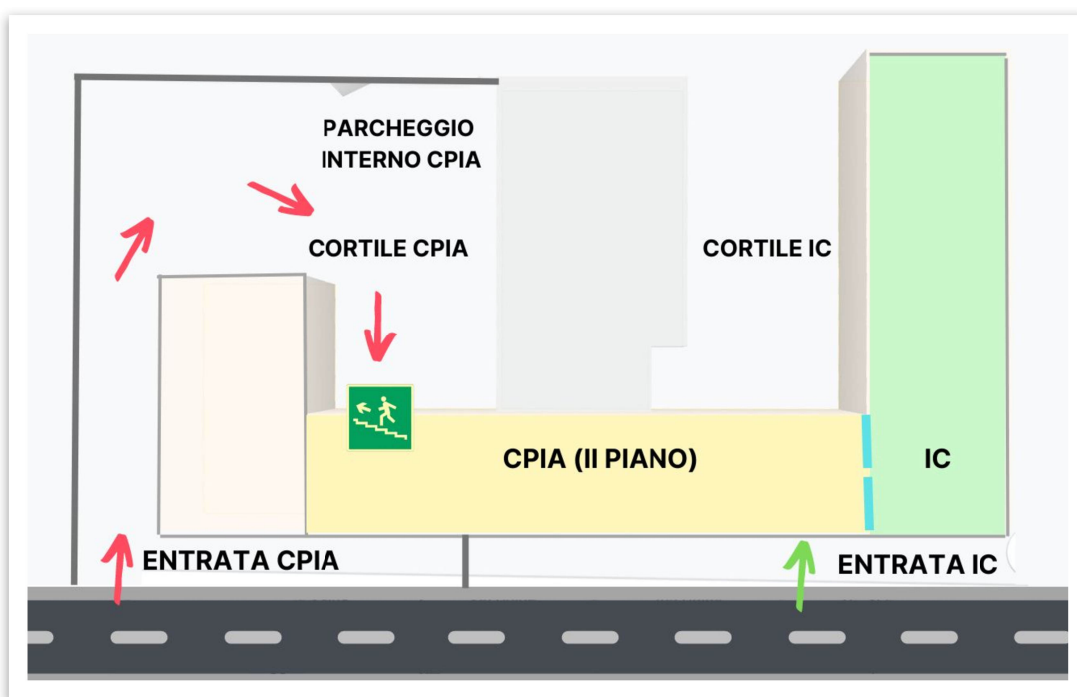 PARCHEGGIO
INTERNO CPIA
CORTILE CPIA
CORTILE IC
CPIA (II PIANO)
IC
ENTRATA CPIA
ENTRATA IC